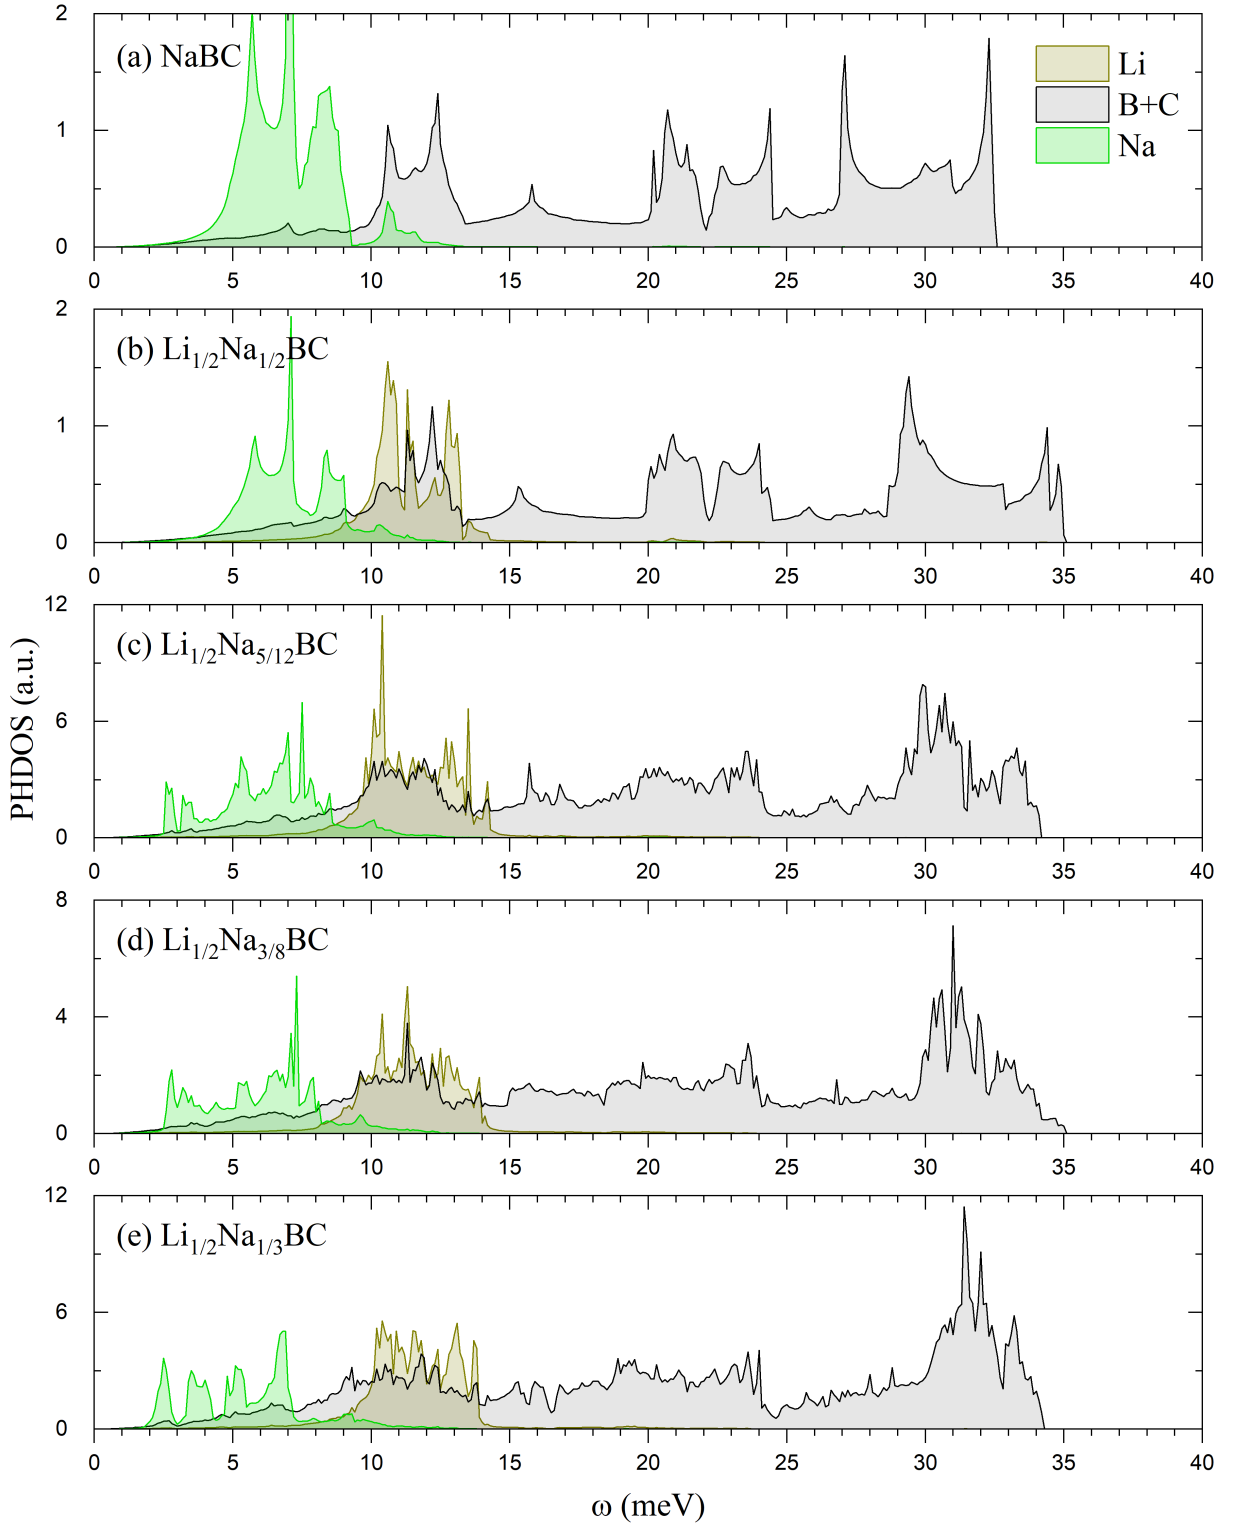 2
(a) NaBC
Li
B+C
Na
1
0
0 5 10 15 20 25 30 35 40
2
(b) Li1/2Na1/2BC
1
0
0 5 10 15 20 25 30 35 40
12
(c) Li1/2Na5/12BC
6
0
0 5 10 15 20 25 30 35 40
PHDOS (a.u.)
8
(d) Li1/2Na3/8BC
4
0
0 5 10 15 20 25 30 35 40
12
(e) Li1/2Na1/3BC
6
0
0 5 10 15 20 25 30 35 40
ω (meV)